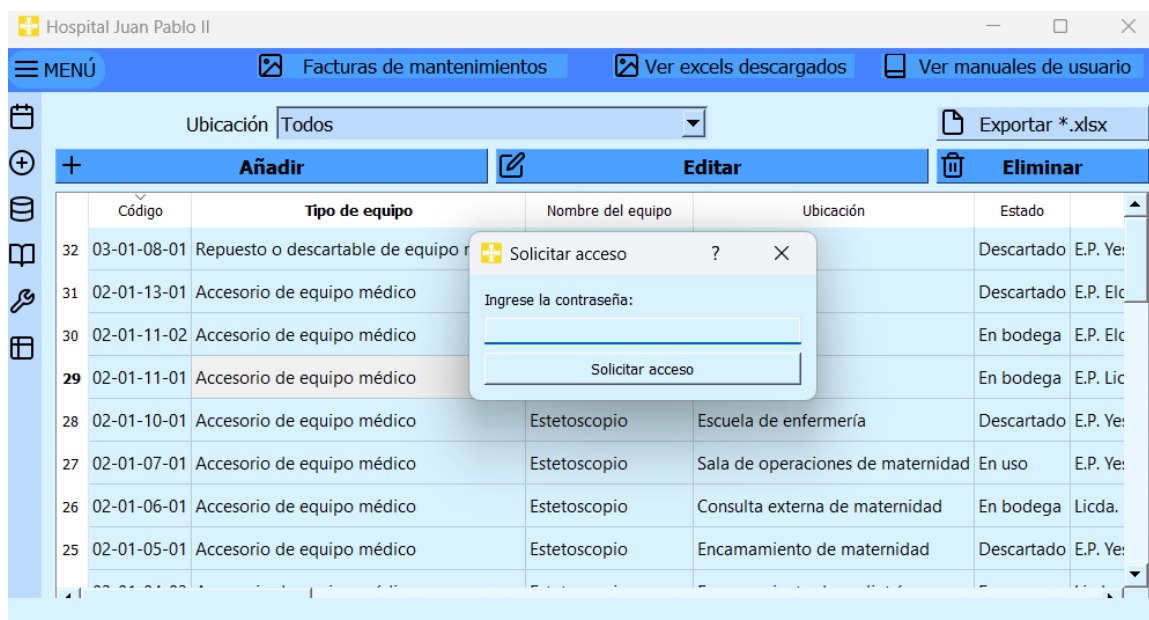 Hospital Juan Pablo II
MENÚ Facturas de mantenimientos Ver excels descargados Ver manuales de usuario
Ubicación Todos Exportar *.xlsx
Añadir Editar Eliminar
Código Tipo de equipo Nombre del equipo Ubicación Estado
32 03-01-08-01 Repuesto o descartable de equipo Descartado E.P.
Solicitar acceso ?
31 02-01-13-01 Accesorio de equipo médico Descartado E.P.
Ingrese la contraseña:
30 02-01-11-02 Accesorio de equipo médico En bodega E.P.
29 02-01-11-01 Accesorio de equipo médico En bodega E.P.
Solicitar acceso
28 02-01-10-01 Accesorio de equipo médico Estetoscopio Escuela de enfermería Descartado E.P.
27 02-01-07-01 Accesorio de equipo médico Estetoscopio Sala de operaciones de maternidad En uso E.P.
26 02-01-06-01 Accesorio de equipo médico Estetoscopio Consulta externa de maternidad En bodega Licda.
25 02-01-05-01 Accesorio de equipo médico Estetoscopio Encamamiento de maternidad Descartado E.P.